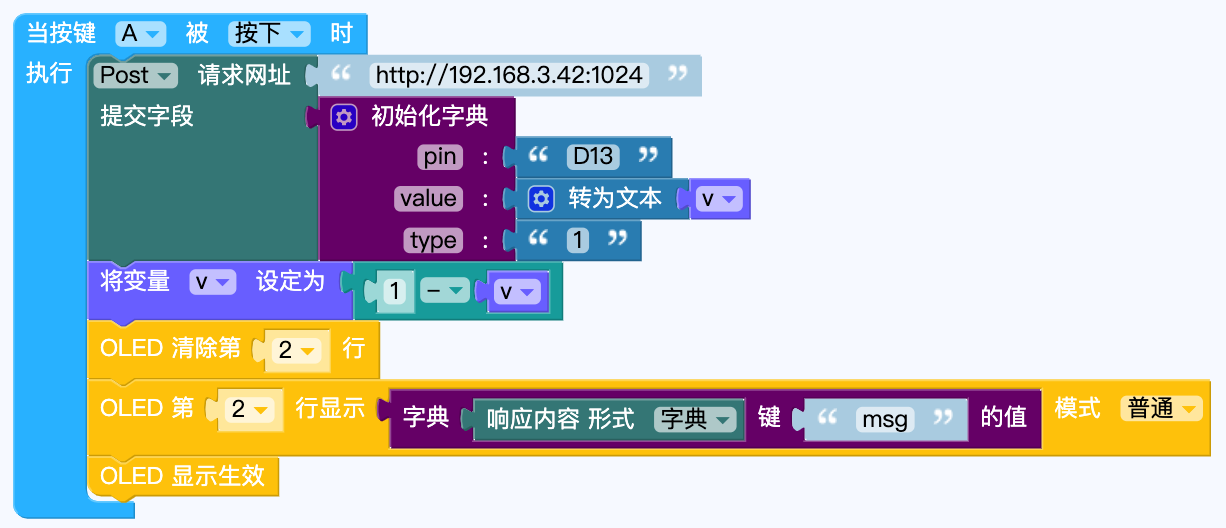 当按键 A 被 按下 时
执行 Post 请求网址 “ http://192.168.3.42:1024 ”
提交字段 初始化字典
pin : “ D13 ”
value : 转为文本 v
type : “ 1 ”
将变量 v 设定为 1 - v
OLED 清除第 2 行
OLED 第 2 行显示 字典 响应内容 形式 字典 键 “ msg ” 的值 模式 普通
OLED 显示生效